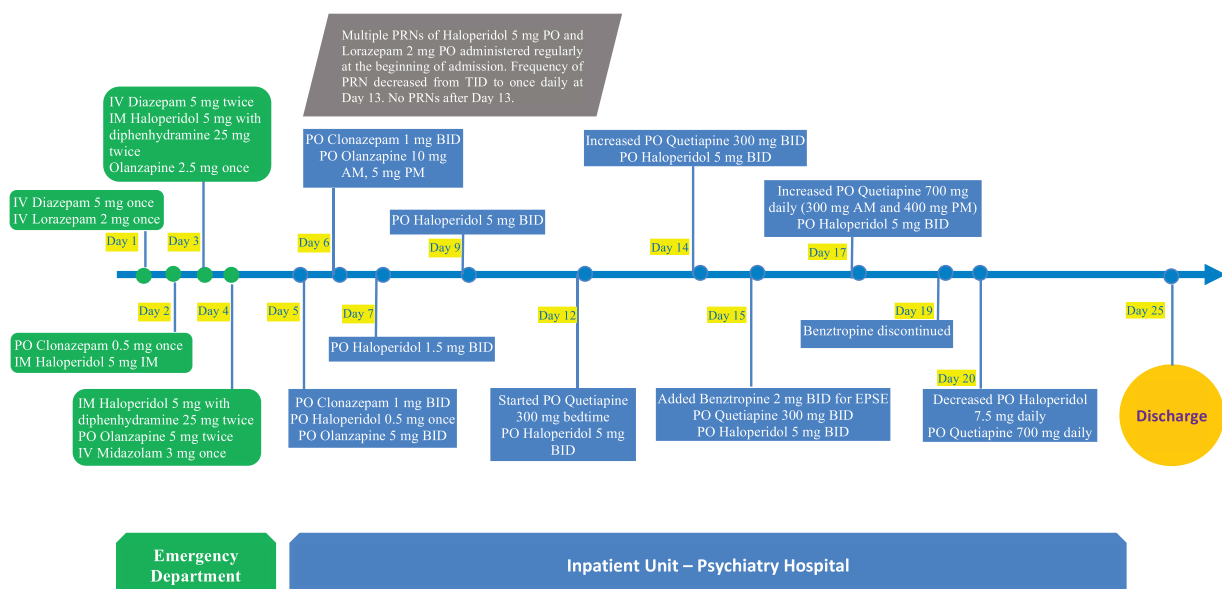 Multiple PRNs of Haloperidol 5 mg PO and
Lorazepam 2 mg PO administered regularly
at the beginning of admission. Frequency of
PRN decreased from TID to once daily at
Day 13. No PRNs after Day 13.
IV Diazepam 5 mg twice
IM Haloperidol 5 mg with
diphenhydramine 25 mg
twice
Olanzapine 2.5 mg once
IV Diazepam 5 mg once
IV Lorazepam 2 mg once
PO Clonazepam 1 mg BID
PO Olanzapine 10 mg
AM, 5 mg PM
PO Haloperidol 5 mg BID
Increased PO Quetiapine 300 mg BID
PO Haloperidol 5 mg BID
Increased PO Quetiapine 700 mg
daily (300 mg AM and 400 mg PM)
PO Haloperidol 5 mg BID
Day 1
Day 3
Day 6
Day 9
Day 14
Day 17
Day 2
Day 4
Day 5
Day 7
Day 12
Day 15
Day 19
Day 20
Day 25
PO Clonazepam 0.5 mg once
IM Haloperidol 5 mg IM
IM Haloperidol 5 mg with
diphenhydramine 25 mg twice
PO Olanzapine 5 mg twice
IV Midazolam 3 mg once
PO Clonazepam 1 mg BID
PO Haloperidol 0.5 mg once
PO Olanzapine 5 mg BID
PO Haloperidol 1.5 mg BID
Started PO Quetiapine
300 mg bedtime
PO Haloperidol 5 mg
BID
Added Benztropine 2 mg BID for EPSE
PO Quetiapine 300 mg BID
PO Haloperidol 5 mg BID
Benztropine discontinued
Decreased PO Haloperidol
7.5 mg daily
PO Quetiapine 700 mg daily
Discharge
Emergency
Department
Inpatient Unit – Psychiatry Hospital